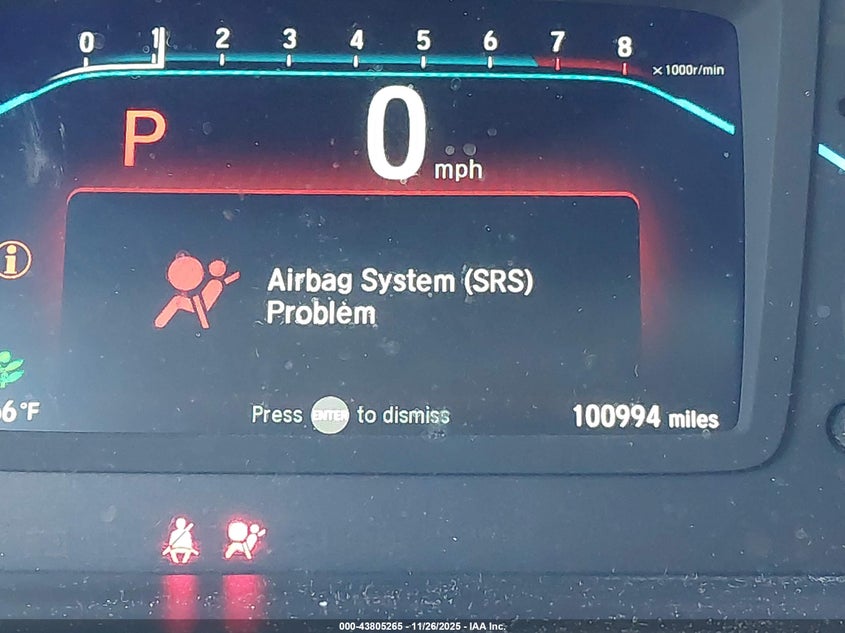 0 1 2 3 4 5 6 7 8
x1000r/min
P 0 mph
i
Airbag System (SRS)
Problem
6°F
Press ENTER to dismiss
100994 miles
000-43805265 - 11/26/2025 - IAA Inc.